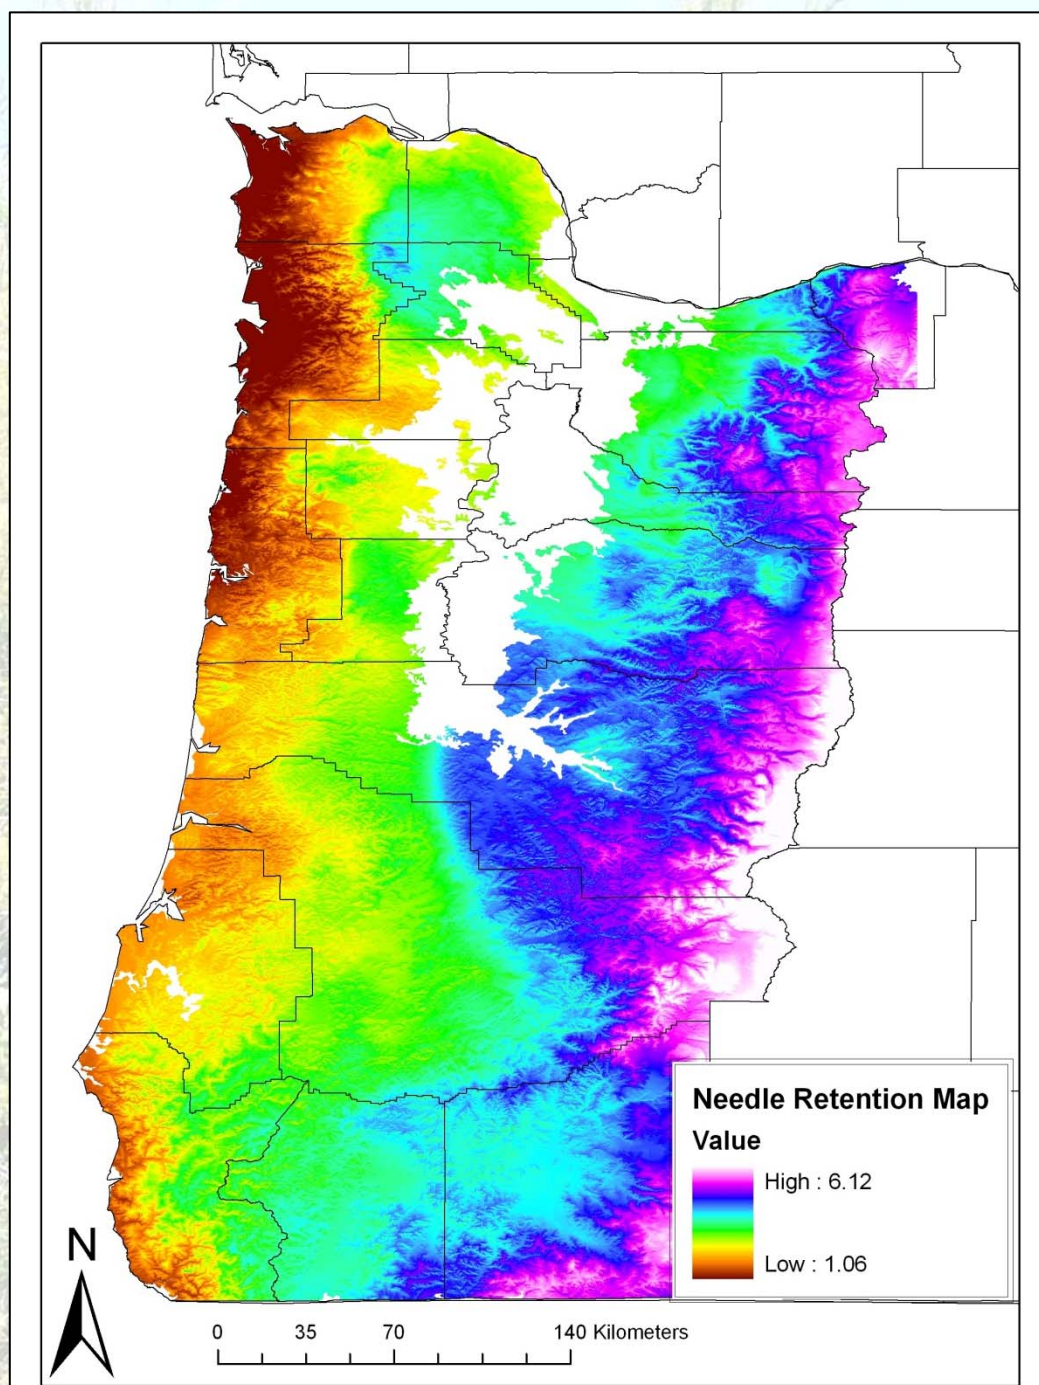 Needle Retention Map
Value
High : 6.12
Low : 1.06
N
0 35 70 140 Kilometers